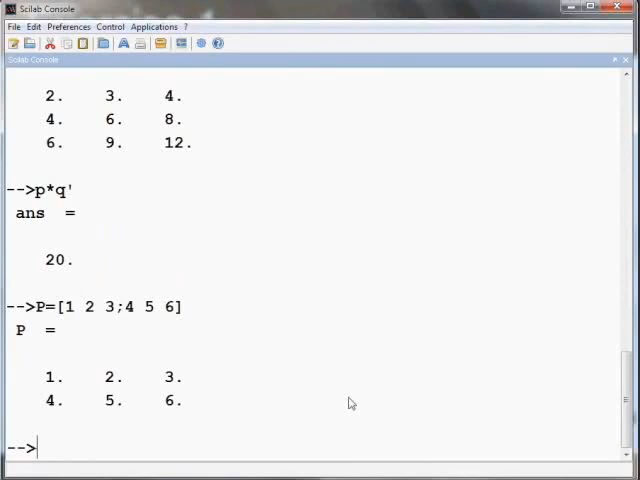 Scilab Console
File Edit Preferences Control Applications ?
Scilab Console
2. 3. 4.
4. 6. 8.
6. 9. 12.
-->p*q'
ans =
20.
-->P=[1 2 3;4 5 6]
P =
1. 2. 3.
4. 5. 6.
-->